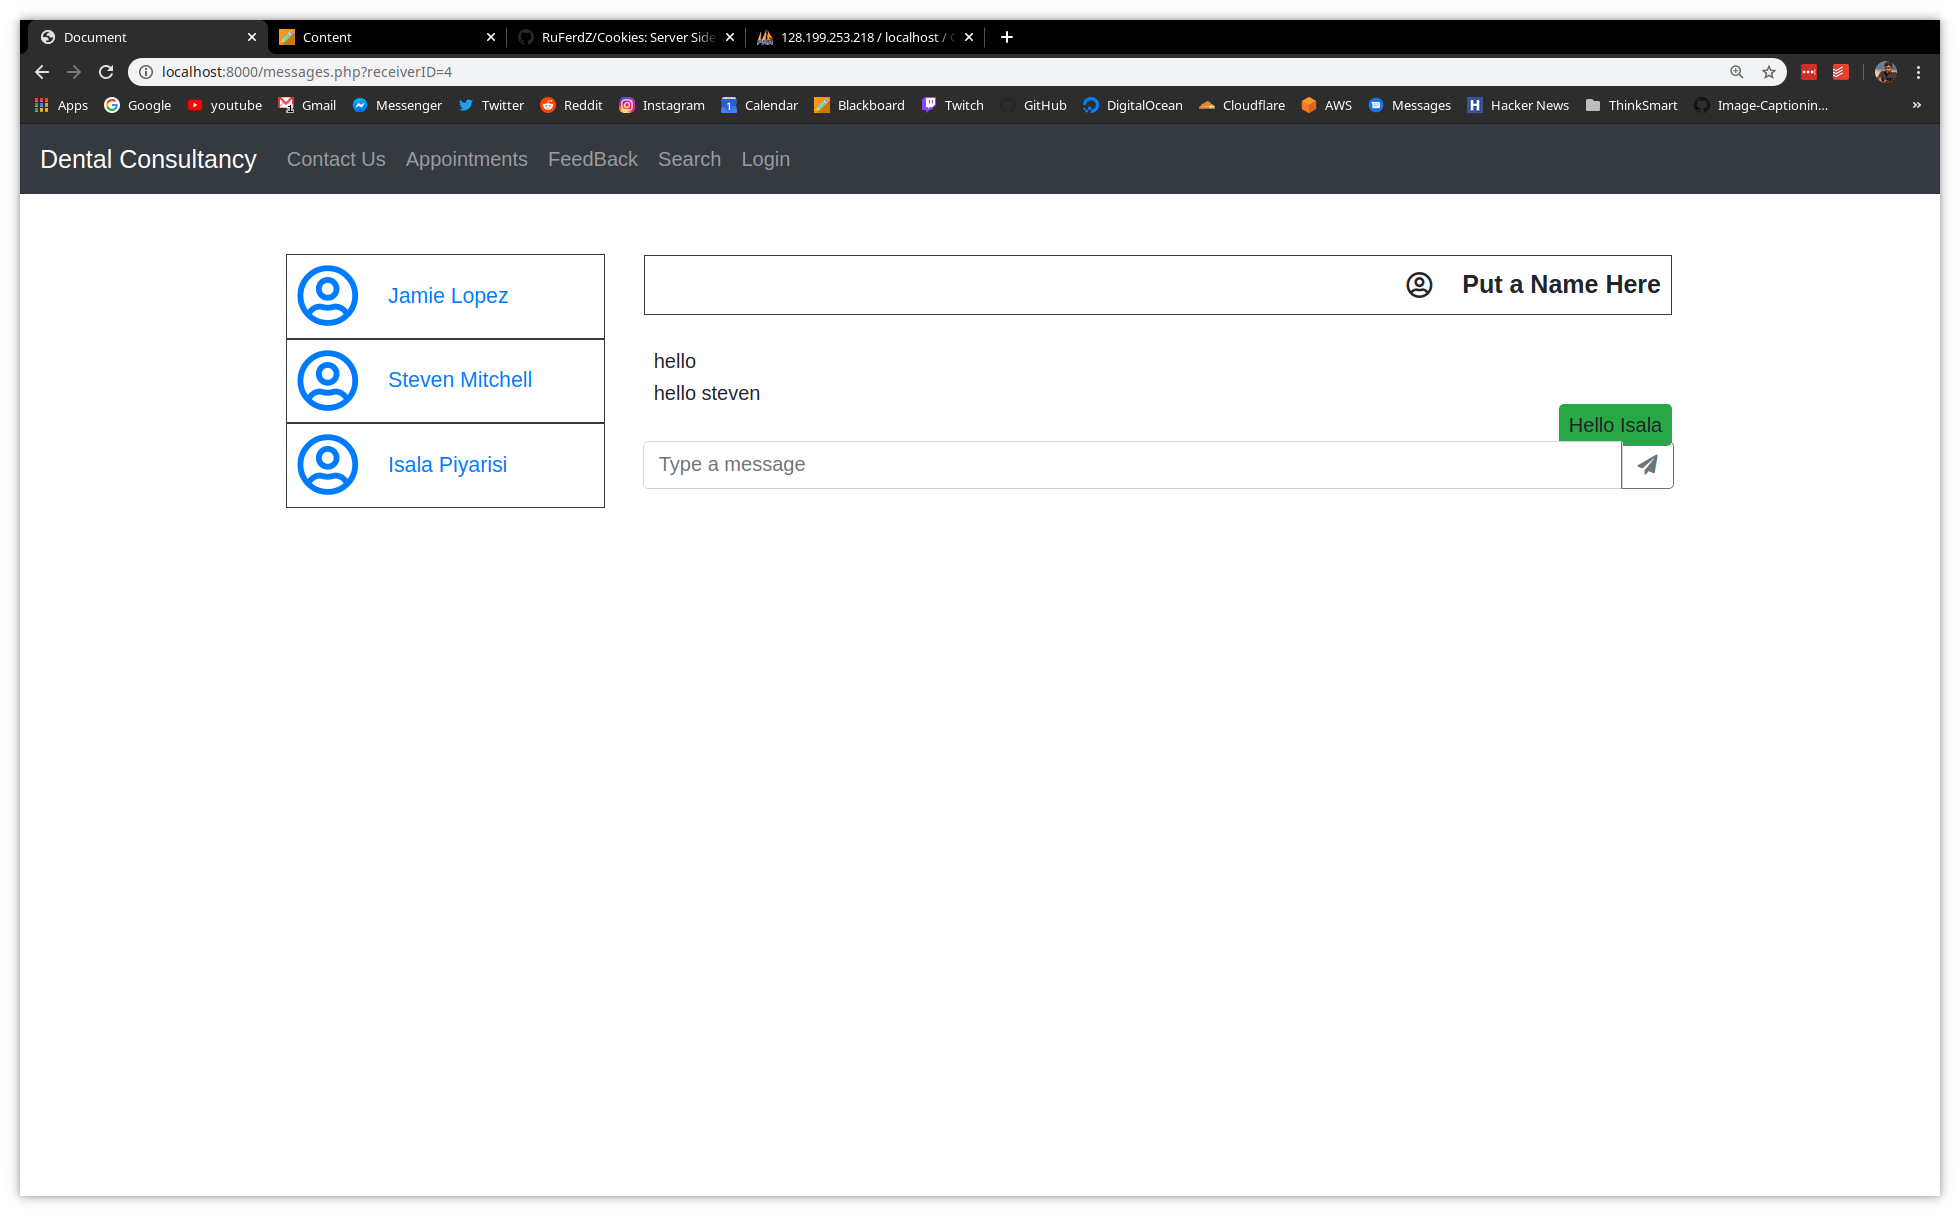 Document Content RuFerdZ/Cookies: Server Side 128.199.253.218 / localhost /
localhost:8000/messages.php?receiverID=4
Apps Google youtube Gmail Messenger Twitter Reddit Instagram 1 Calendar Blackboard Twitch GitHub DigitalOcean Cloudflare AWS Messages H Hacker News ThinkSmart Image-Captionin... »
Dental Consultancy Contact Us Appointments FeedBack Search Login
Jamie Lopez
Steven Mitchell
Isala Piyarisi
Put a Name Here
hello
hello steven
Hello Isala
Type a message